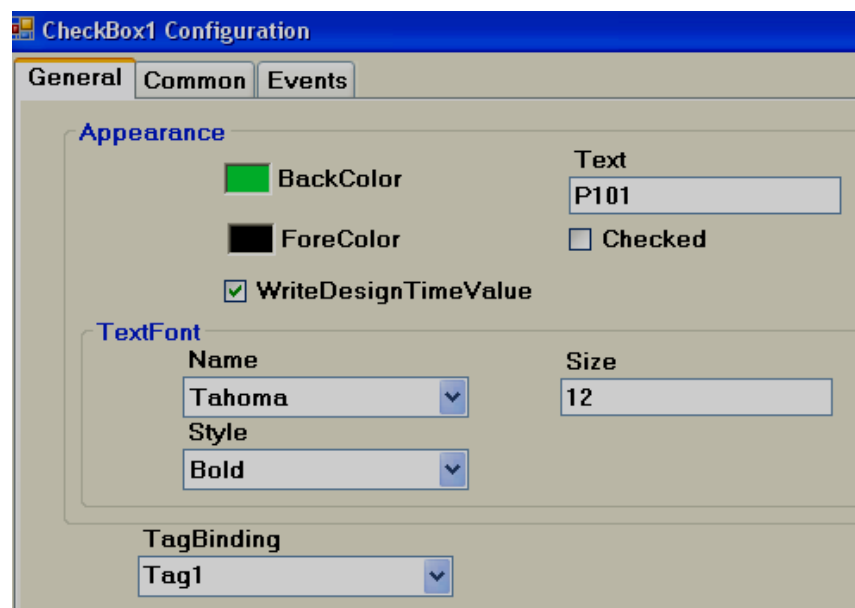 CheckBox1 Configuration
General Common Events
Appearance
BackColor
Text
P101
ForeColor
Checked
WriteDesignTimeValue
TextFont
Name
Size
Tahoma
12
Style
Bold
TagBinding
Tag1